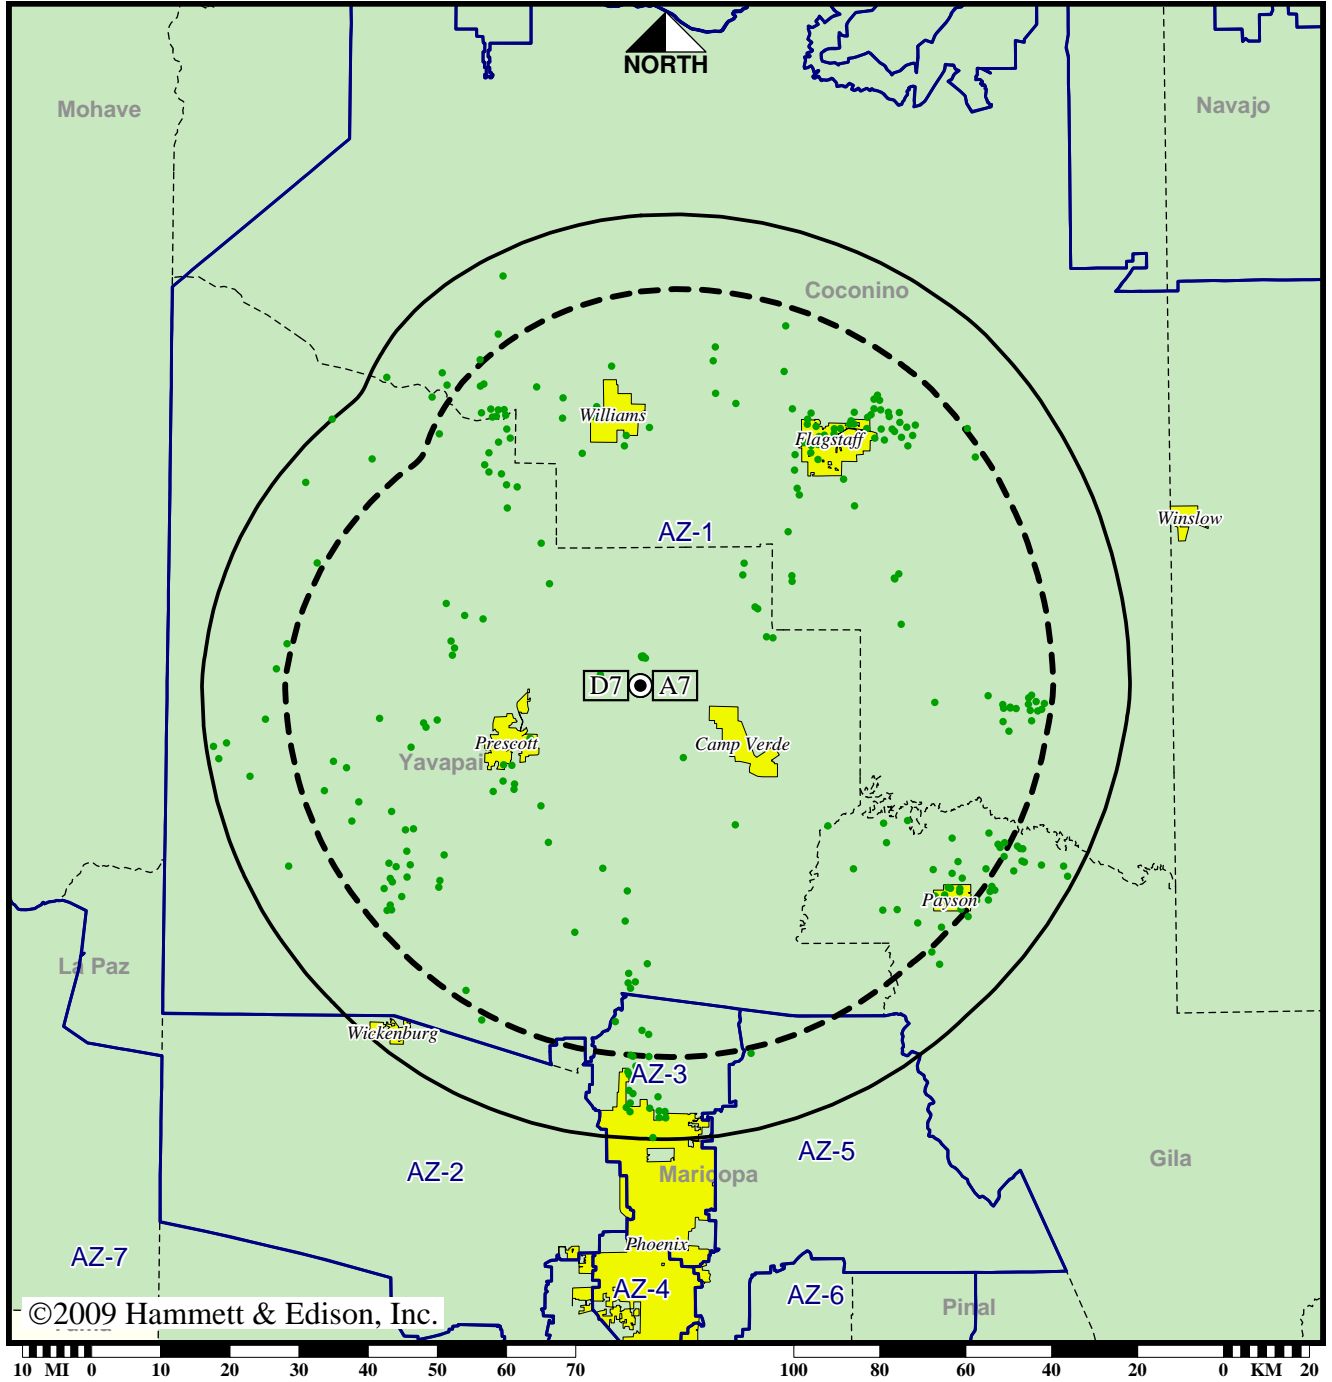 NORTH
Mohave
Navajo
Coconino
Williams
Flagstaff
Winslow
AZ-1
D7 A7
Prescott
Camp Verde
Yavapai
Payson
La Paz
Wickenburg
AZ-3
AZ-2
AZ-5
Maricopa
Gila
Phoenix
AZ-7
AZ-4
AZ-6
Pinal
©2009 Hammett & Edison, Inc.
10 MI 0 10 20 30 40 50 60 70 100 80 60 40 20 0 KM 20